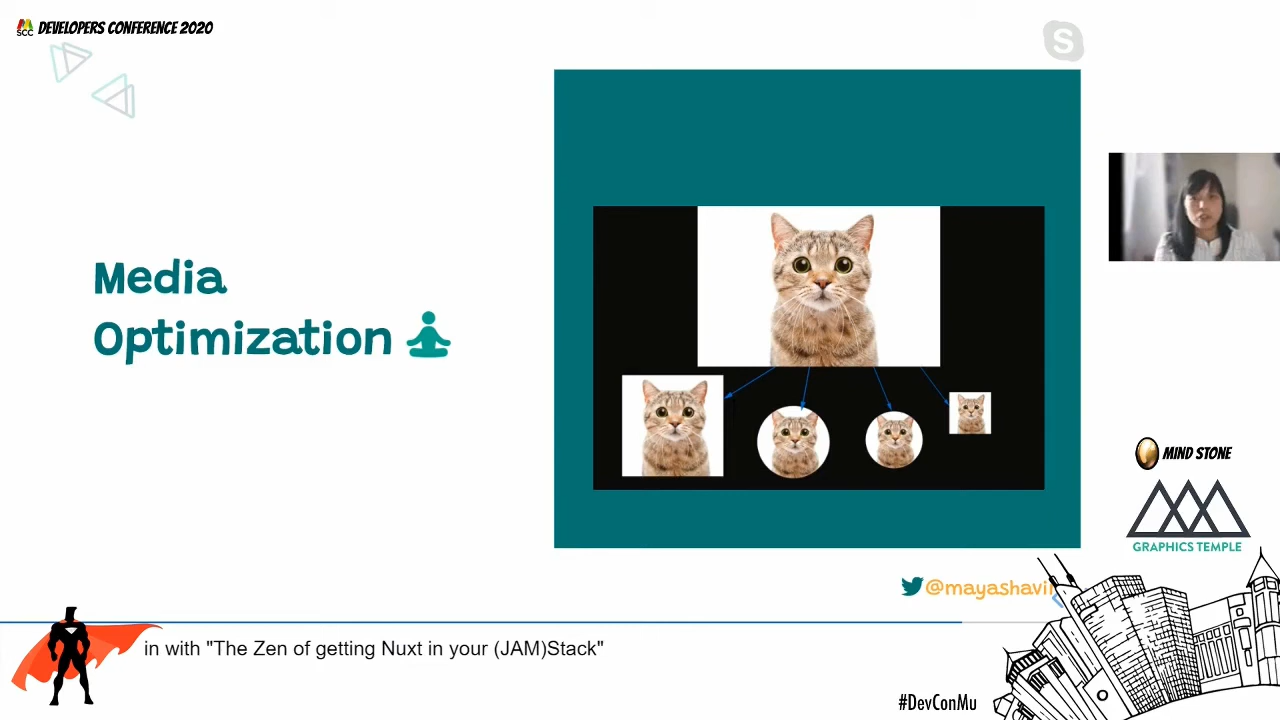 SCC DEVELOPERS CONFERENCE 2020
S
Media
Optimization
MIND STONE
GRAPHICS TEMPLE
@mayashavi
in with "The Zen of getting Nuxt in your (JAM)Stack"
#DevConMu